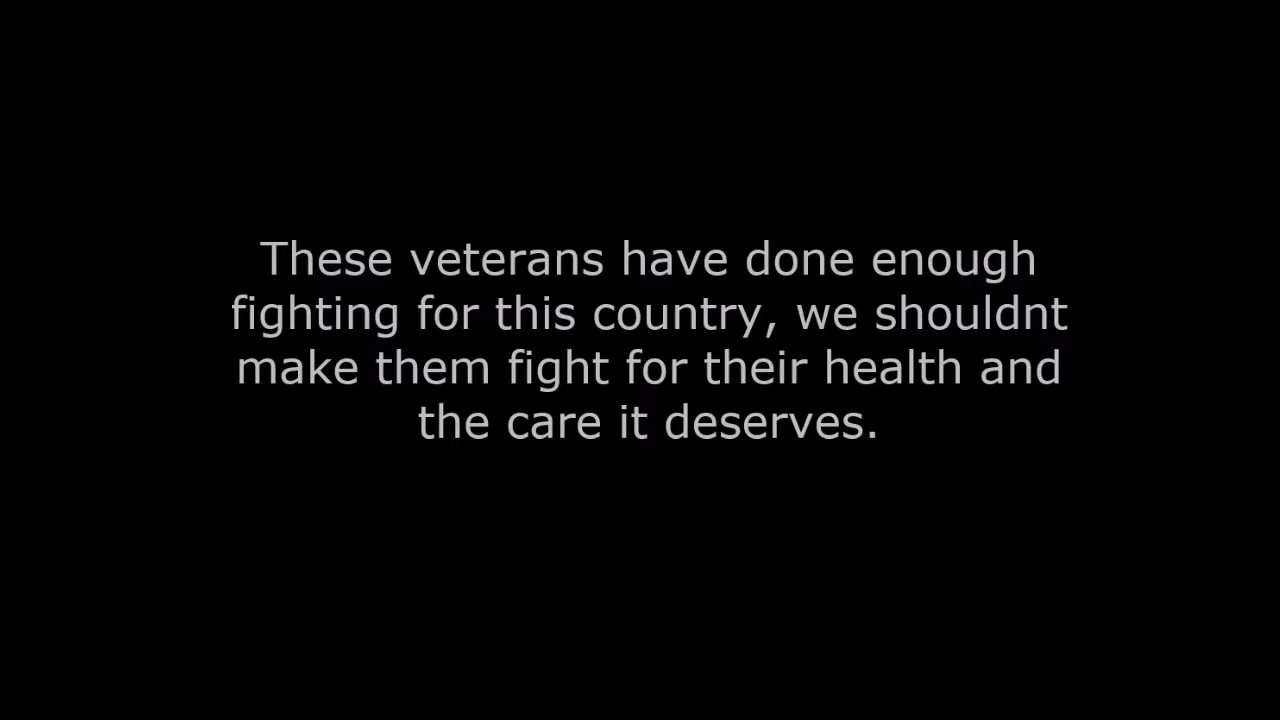 These veterans have done enough
fighting for this country, we shouldnt
make them fight for their health and
the care it deserves.